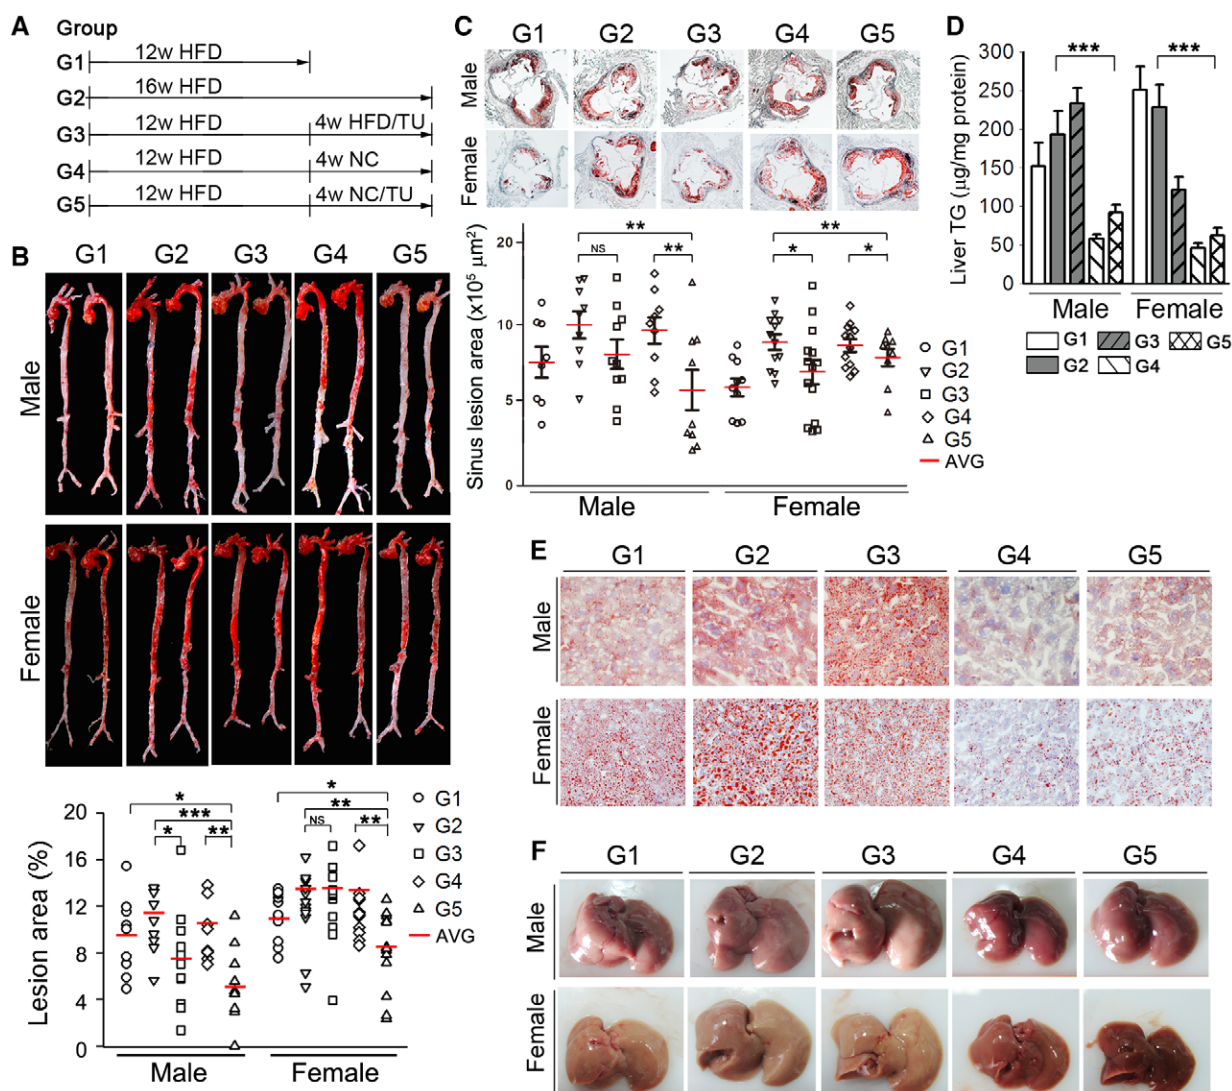 A
Group
G1 12w HFD
G2 16w HFD
G3 12w HFD 4w HFD/TU
G4 12w HFD 4w NC
G5 12w HFD 4w NC/TU
B
G1 G2 G3 G4 G5
Male
Female
Lesion area (%)
20
16
12
8
4
0
* *** * **
* ** NS **
G1
G2
G3
G4
G5
AVG
Male Female
C
G1 G2 G3 G4 G5
Male
Female
Sinus lesion area (x10⁵ µm²)
20
10
5
0
** NS **
** * *
G1
G2
G3
G4
G5
AVG
Male Female
D
Liver TG (µg/mg protein)
300
250
200
150
100
50
0
*** ***
Male Female
G1 G3 G5
G2 G4
E
G1 G2 G3 G4 G5
Male
Female
F
G1 G2 G3 G4 G5
Male
Female